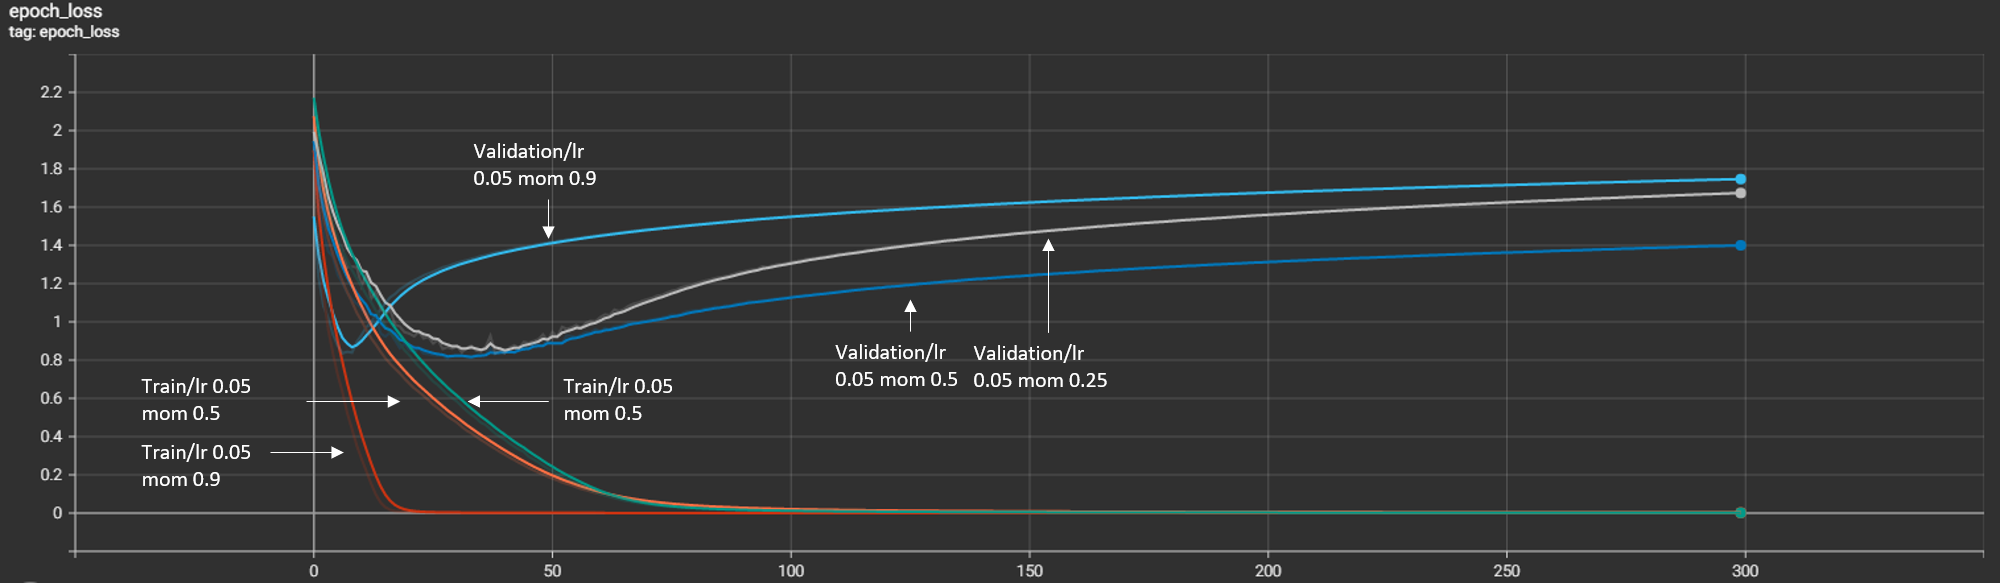 epoch_loss
tag: epoch_loss
2.2
2
1.8
1.6
1.4
1.2
1
0.8
0.6
0.4
0.2
0
Validation/lr
0.05 mom 0.9
Validation/lr
0.05 mom 0.5
Validation/lr
0.05 mom 0.25
Train/lr 0.05
mom 0.5
Train/lr 0.05
mom 0.5
Train/lr 0.05
mom 0.9
0 50 100 150 200 250 300